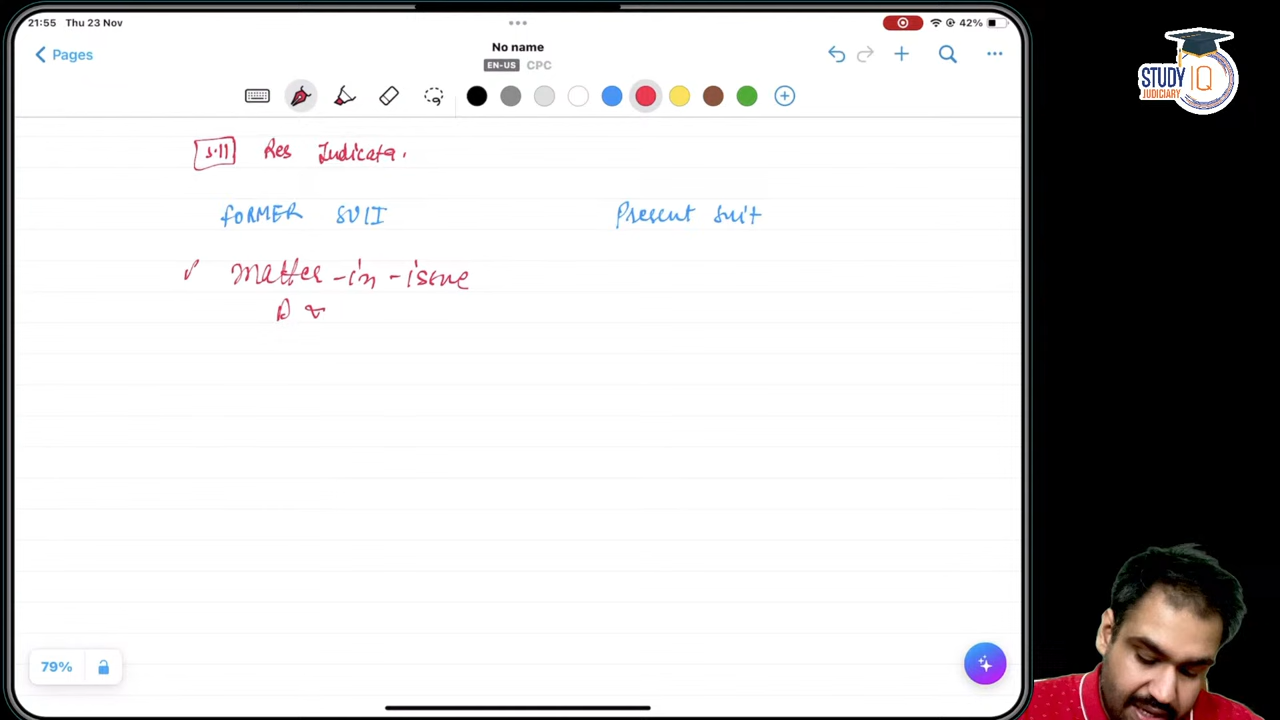 21:55 Thu 23 Nov
42%
Pages
No name
EN-US CPC
S.11 Res Judicata.
FORMER SUIT Present Suit
✓ Matter-in-issue
D &
79%
STUDY IQ
JUDICIARY